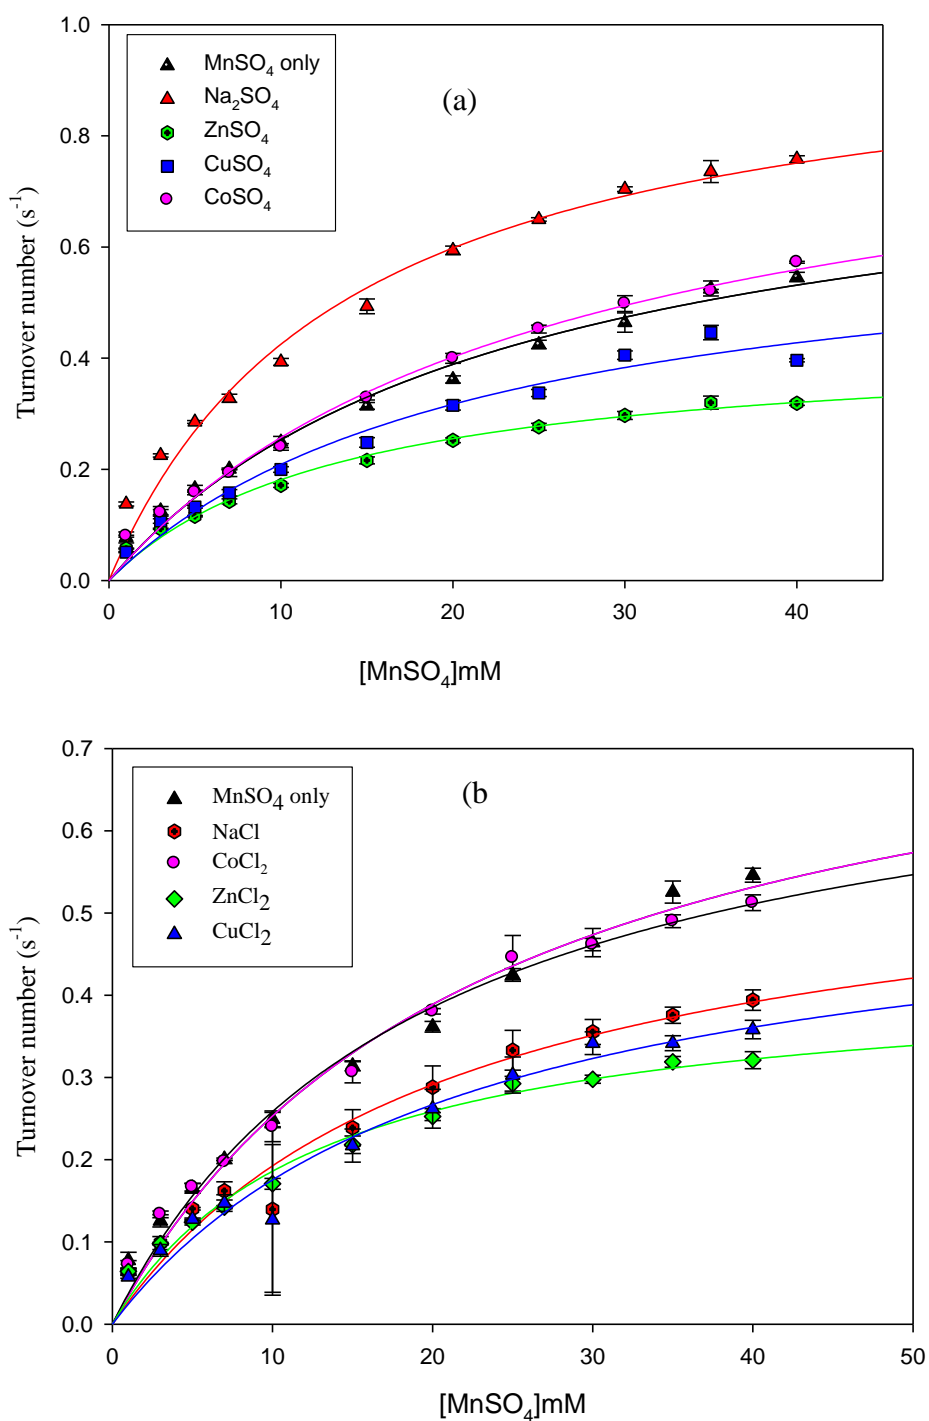 1.0
MnSO4 only
Na2SO4
ZnSO4
CuSO4
CoSO4
(a)
0.8
0.6
0.4
0.2
0.0
Turnover number (s-1)
0 10 20 30 40
[MnSO4]mM
0.7
MnSO4 only
NaCl
CoCl2
ZnCl2
CuCl2
(b
0.6
0.5
0.4
0.3
0.2
0.1
0.0
Turnover number (s-1)
0 10 20 30 40 50
[MnSO4]mM